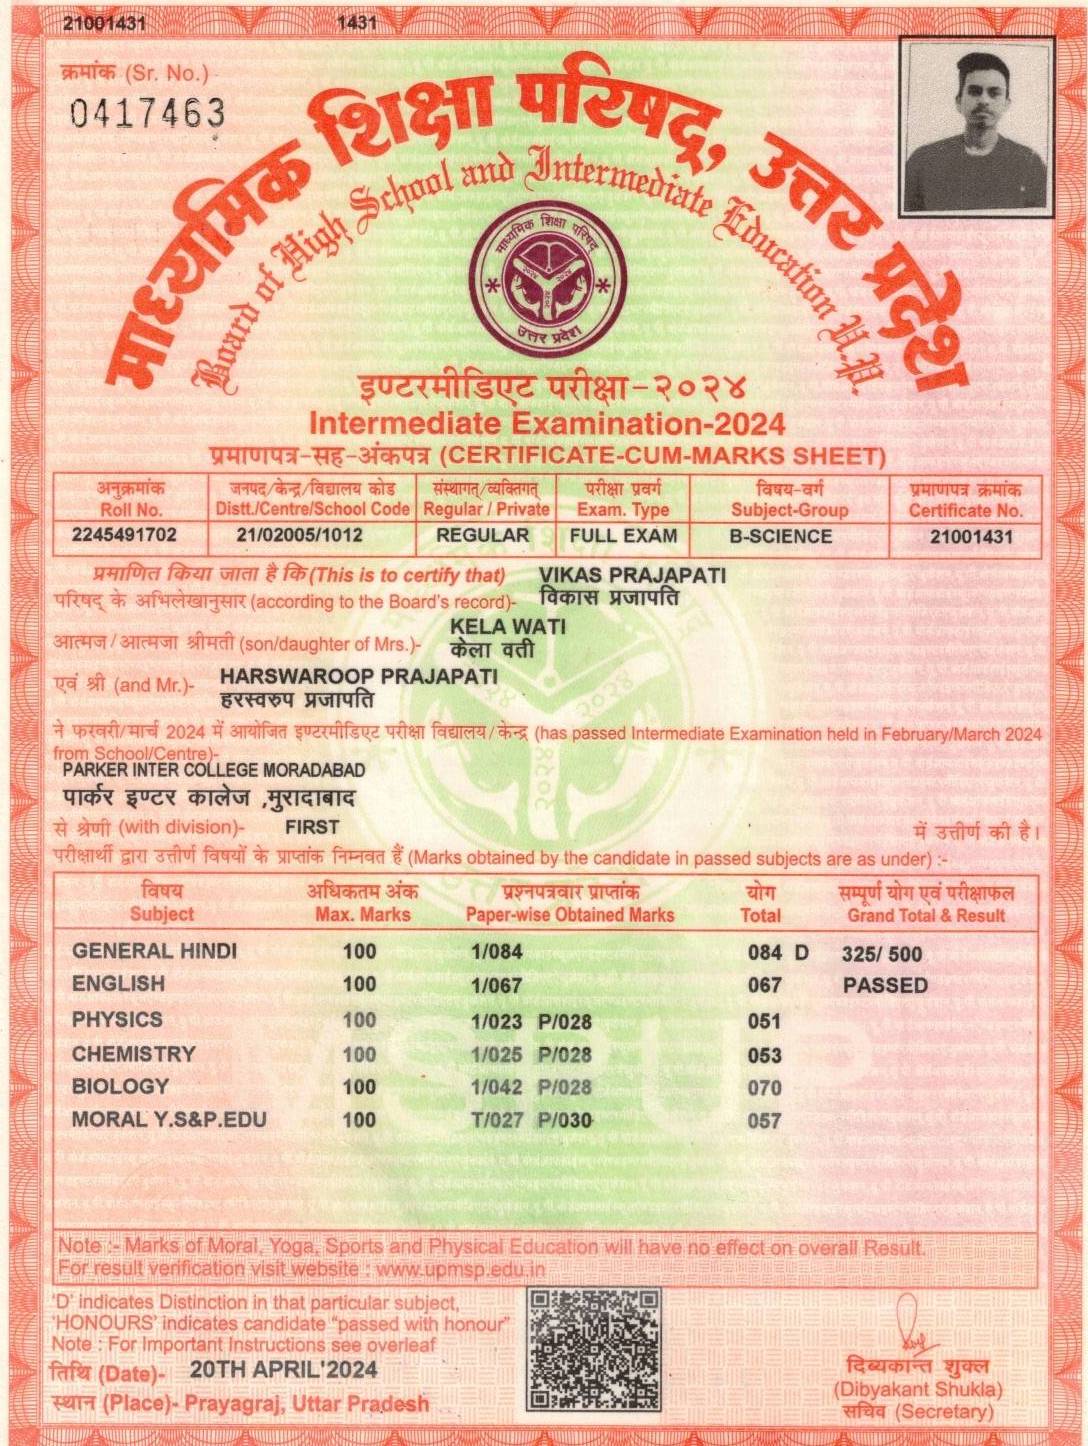 21001431 1431
क्रमांक (Sr. No.)
0417463
माध्यमिक शिक्षा परिषद्, उत्तर प्रदेश
Board of High School and Intermediate Education U.P.
माध्यमिक शिक्षा परिषद्
उत्तर प्रदेश
इण्टरमीडिएट परीक्षा-२०२४
Intermediate Examination-2024
प्रमाणपत्र-सह-अंकपत्र (CERTIFICATE-CUM-MARKS SHEET)
अनुक्रमांक जनपद/केन्द्र/विद्यालय कोड संस्थागत्/व्यक्तिगत् परीक्षा प्रवर्ग विषय-वर्ग प्रमाणपत्र क्रमांक
Roll No. Distt./Centre/School Code Regular / Private Exam. Type Subject-Group Certificate No.
2245491702 21/02005/1012 REGULAR FULL EXAM B-SCIENCE 21001431
प्रमाणित किया जाता है कि (This is to certify that) VIKAS PRAJAPATI
परिषद् के अभिलेखानुसार (according to the Board's record)- विकास प्रजापति
KELA WATI
आत्मज/आत्मजा श्रीमती (son/daughter of Mrs.)- केला वती
HARSWAROOP PRAJAPATI
एवं श्री (and Mr.)- हरस्वरुप प्रजापति
ने फरवरी/मार्च 2024 में आयोजित इण्टरमीडिएट परीक्षा विद्यालय/केन्द्र (has passed Intermediate Examination held in February/March 2024
from School/Centre)-
PARKER INTER COLLEGE MORADABAD
पार्कर इण्टर कालेज ,मुरादाबाद
से श्रेणी (with division)- FIRST में उत्तीर्ण की है।
परीक्षार्थी द्वारा उत्तीर्ण विषयों के प्राप्तांक निम्नवत हैं (Marks obtained by the candidate in passed subjects are as under) :-
विषय अधिकतम अंक प्रश्नपत्रवार प्राप्तांक योग सम्पूर्ण योग एवं परीक्षाफल
Subject Max. Marks Paper-wise Obtained Marks Total Grand Total & Result
GENERAL HINDI 100 1/084 084 D 325/ 500
ENGLISH 100 1/067 067 PASSED
PHYSICS 100 1/023 P/028 051
CHEMISTRY 100 1/025 P/028 053
BIOLOGY 100 1/042 P/028 070
MORAL Y.S&P.EDU 100 T/027 P/030 057
Note :- Marks of Moral, Yoga, Sports and Physical Education will have no effect on overall Result.
For result verification visit website : www.upmsp.edu.in
'D' indicates Distinction in that particular subject,
'HONOURS' indicates candidate "passed with honour"
Note : For Important Instructions see overleaf
तिथि (Date)- 20TH APRIL'2024
स्थान (Place)- Prayagraj, Uttar Pradesh
दिब्यकान्त शुक्ल
(Dibyakant Shukla)
सचिव (Secretary)